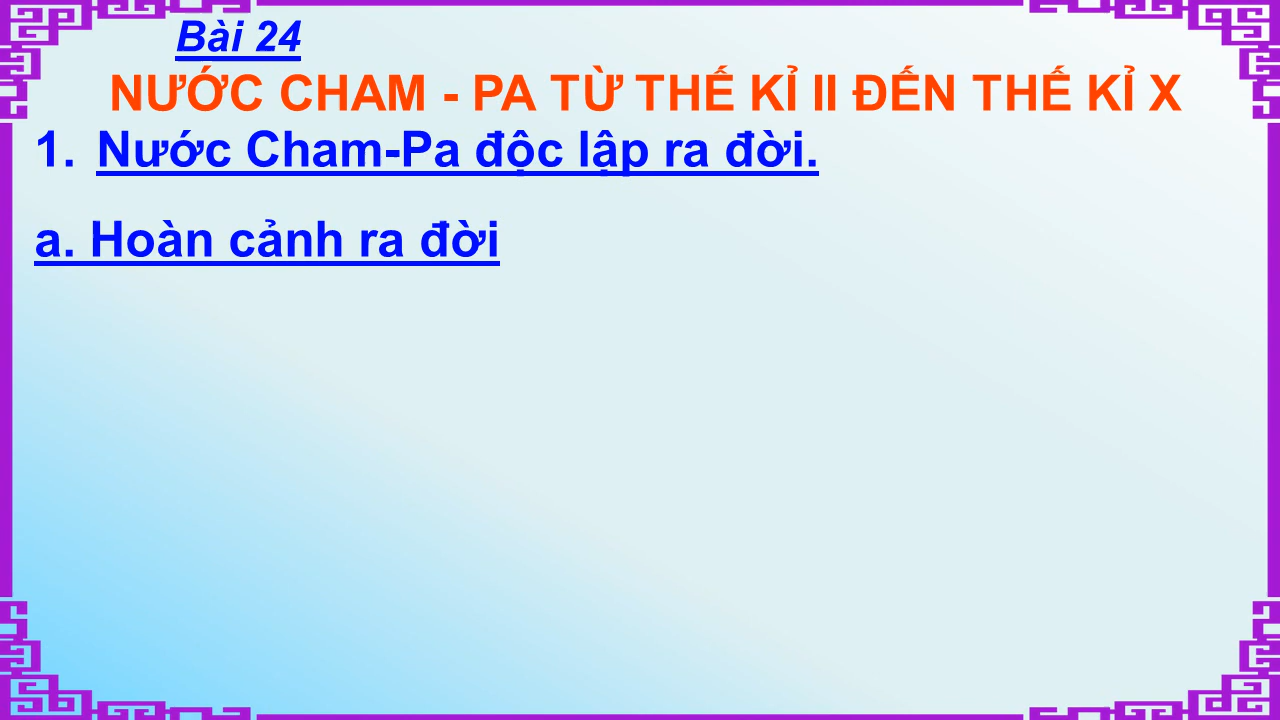 Bài 24
NƯỚC CHAM - PA TỪ THẾ KỈ II ĐẾN THẾ KỈ X
1. Nước Cham-Pa độc lập ra đời.
a. Hoàn cảnh ra đời